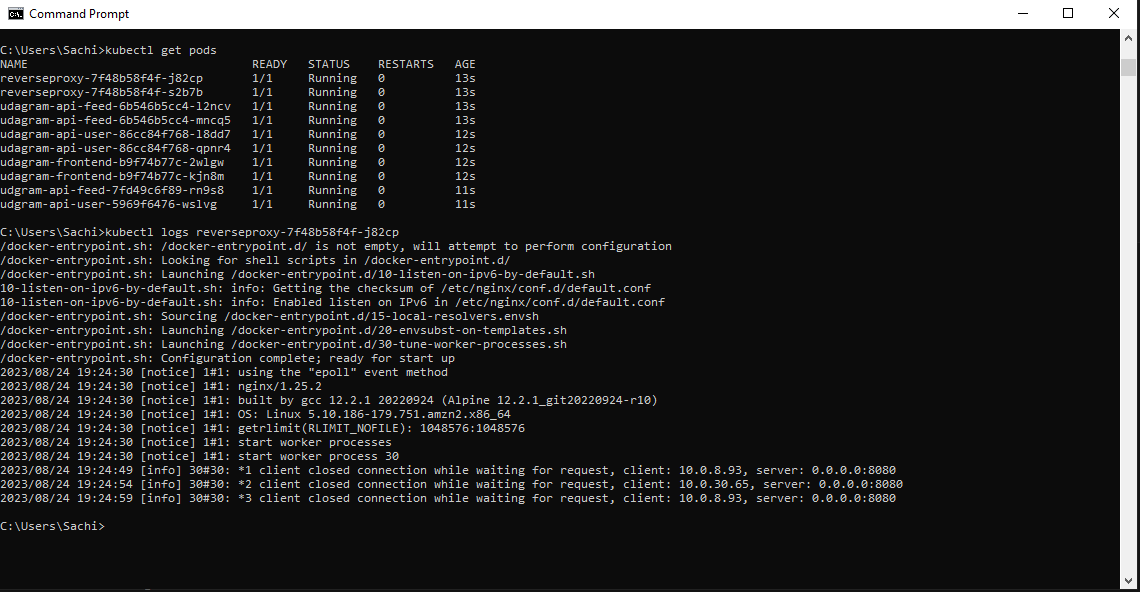 Command Prompt
C:\Users\Sachi>kubectl get pods
NAME READY STATUS RESTARTS AGE
reverseproxy-7f48b58f4f-j82cp 1/1 Running 0 13s
reverseproxy-7f48b58f4f-s2b7b 1/1 Running 0 13s
udagram-api-feed-6b546b5cc4-l2ncv 1/1 Running 0 13s
udagram-api-feed-6b546b5cc4-mncq5 1/1 Running 0 13s
udagram-api-user-86cc84f768-l8dd7 1/1 Running 0 12s
udagram-api-user-86cc84f768-qpnr4 1/1 Running 0 12s
udagram-frontend-b9f74b77c-2wlgw 1/1 Running 0 12s
udagram-frontend-b9f74b77c-kjn8m 1/1 Running 0 12s
udgram-api-feed-7fd49c6f89-rn9s8 1/1 Running 0 11s
udgram-api-user-5969f6476-wslvg 1/1 Running 0 11s
C:\Users\Sachi>kubectl logs reverseproxy-7f48b58f4f-j82cp
/docker-entrypoint.sh: /docker-entrypoint.d/ is not empty, will attempt to perform configuration
/docker-entrypoint.sh: Looking for shell scripts in /docker-entrypoint.d/
/docker-entrypoint.sh: Launching /docker-entrypoint.d/10-listen-on-ipv6-by-default.sh
10-listen-on-ipv6-by-default.sh: info: Getting the checksum of /etc/nginx/conf.d/default.conf
10-listen-on-ipv6-by-default.sh: info: Enabled listen on IPv6 in /etc/nginx/conf.d/default.conf
/docker-entrypoint.sh: Sourcing /docker-entrypoint.d/15-local-resolvers.envsh
/docker-entrypoint.sh: Launching /docker-entrypoint.d/20-envsubst-on-templates.sh
/docker-entrypoint.sh: Launching /docker-entrypoint.d/30-tune-worker-processes.sh
/docker-entrypoint.sh: Configuration complete; ready for start up
2023/08/24 19:24:30 [notice] 1#1: using the "epoll" event method
2023/08/24 19:24:30 [notice] 1#1: nginx/1.25.2
2023/08/24 19:24:30 [notice] 1#1: built by gcc 12.2.1 20220924 (Alpine 12.2.1_git20220924-r10)
2023/08/24 19:24:30 [notice] 1#1: OS: Linux 5.10.186-179.751.amzn2.x86_64
2023/08/24 19:24:30 [notice] 1#1: getrlimit(RLIMIT_NOFILE): 1048576:1048576
2023/08/24 19:24:30 [notice] 1#1: start worker processes
2023/08/24 19:24:30 [notice] 1#1: start worker process 30
2023/08/24 19:24:49 [info] 30#30: *1 client closed connection while waiting for request, client: 10.0.8.93, server: 0.0.0.0:8080
2023/08/24 19:24:54 [info] 30#30: *2 client closed connection while waiting for request, client: 10.0.30.65, server: 0.0.0.0:8080
2023/08/24 19:24:59 [info] 30#30: *3 client closed connection while waiting for request, client: 10.0.8.93, server: 0.0.0.0:8080
C:\Users\Sachi>